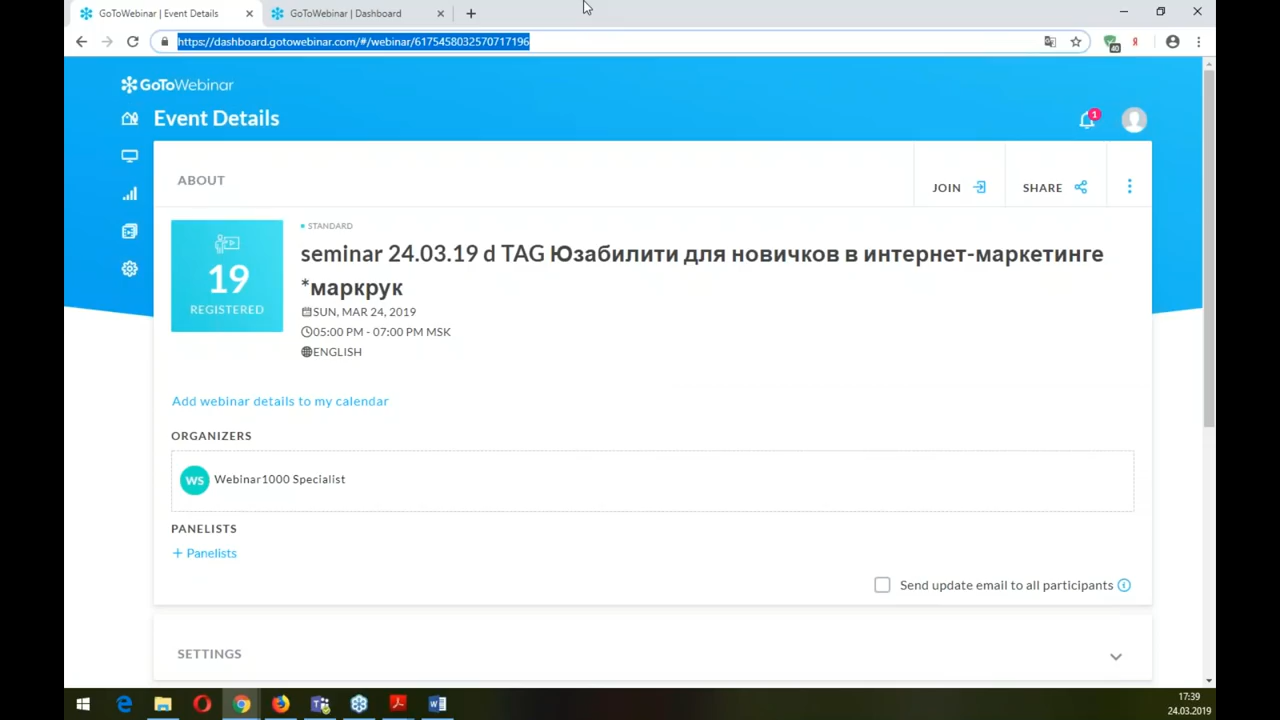 GoToWebinar | Event Details
GoToWebinar | Dashboard
https://dashboard.gotowebinar.com/#/webinar/6175458032570717196
40
Я
GoToWebinar
Event Details
1
ABOUT
JOIN
SHARE
19
REGISTERED
STANDARD
seminar 24.03.19 d TAG Юзабилити для новичков в интернет-маркетинге
*маркрук
SUN, MAR 24, 2019
05:00 PM - 07:00 PM MSK
ENGLISH
Add webinar details to my calendar
ORGANIZERS
WS Webinar1000 Specialist
PANELISTS
+ Panelists
Send update email to all participants
SETTINGS
17:39
24.03.2019